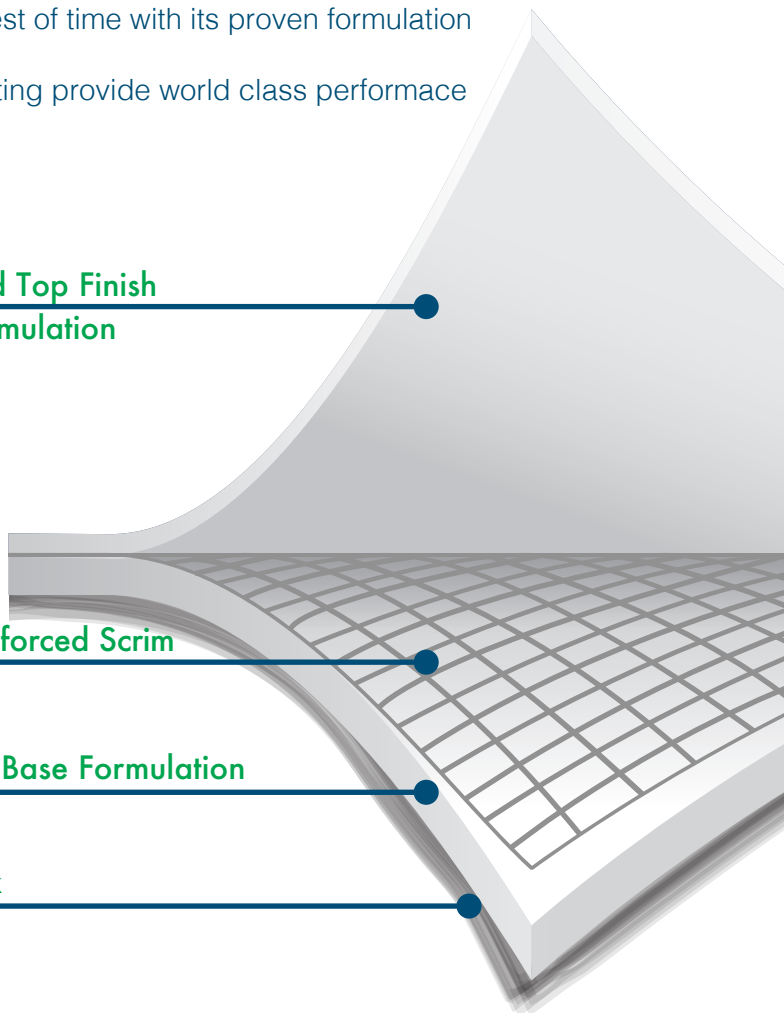 est of time with its proven formulation
ting provide world class performace
d Top Finish
mulation
forced Scrim
Base Formulation